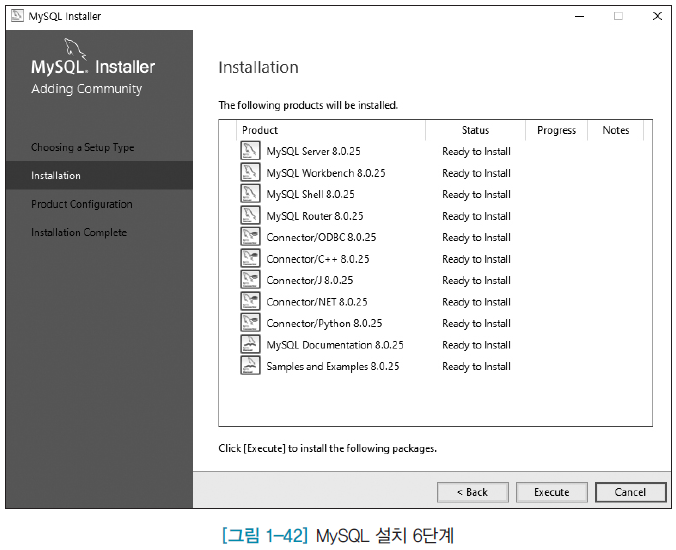 MySQL Installer
MySQL. Installer
Adding Community
Choosing a Setup Type
Installation
Product Configuration
Installation Complete
Installation
The following products will be installed.
Product Status Progress Notes
MySQL Server 8.0.25 Ready to Install
MySQL Workbench 8.0.25 Ready to Install
MySQL Shell 8.0.25 Ready to Install
MySQL Router 8.0.25 Ready to Install
Connector/ODBC 8.0.25 Ready to Install
Connector/C++ 8.0.25 Ready to Install
Connector/J 8.0.25 Ready to Install
Connector/NET 8.0.25 Ready to Install
Connector/Python 8.0.25 Ready to Install
MySQL Documentation 8.0.25 Ready to Install
Samples and Examples 8.0.25 Ready to Install
Click [Execute] to install the following packages.
< Back Execute Cancel
[그림 1-42] MySQL 설치 6단계